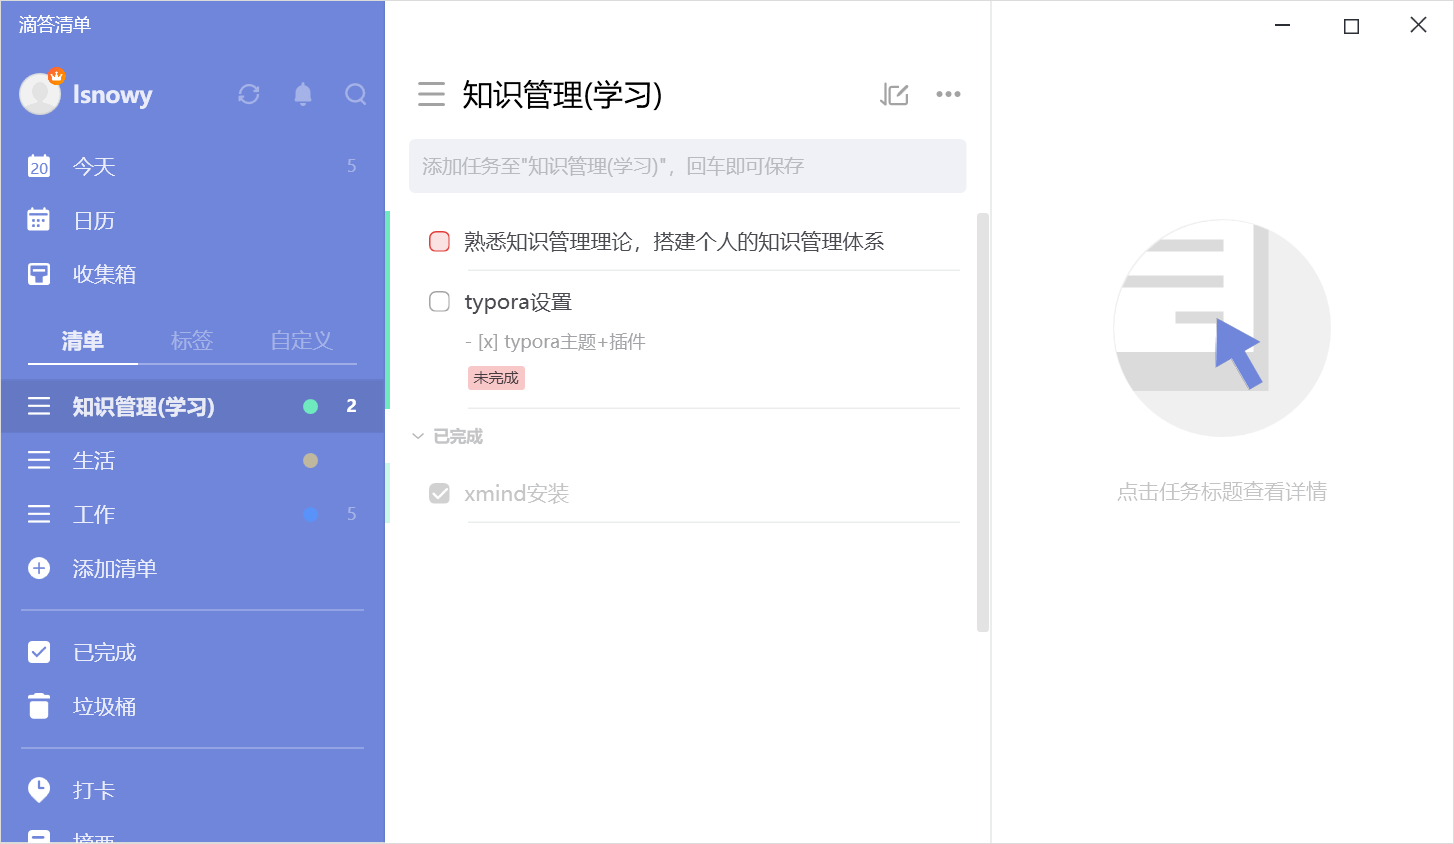 滴答清单
lsnowy
20 今天 5
日历
收集箱
清单 标签 自定义
知识管理(学习) 2
生活
工作 5
添加清单
已完成
垃圾桶
打卡
摘要
知识管理(学习)
添加任务至"知识管理(学习)"，回车即可保存
熟悉知识管理理论，搭建个人的知识管理体系
typora设置
- [x] typora主题+插件
未完成
已完成
xmind安装
点击任务标题查看详情